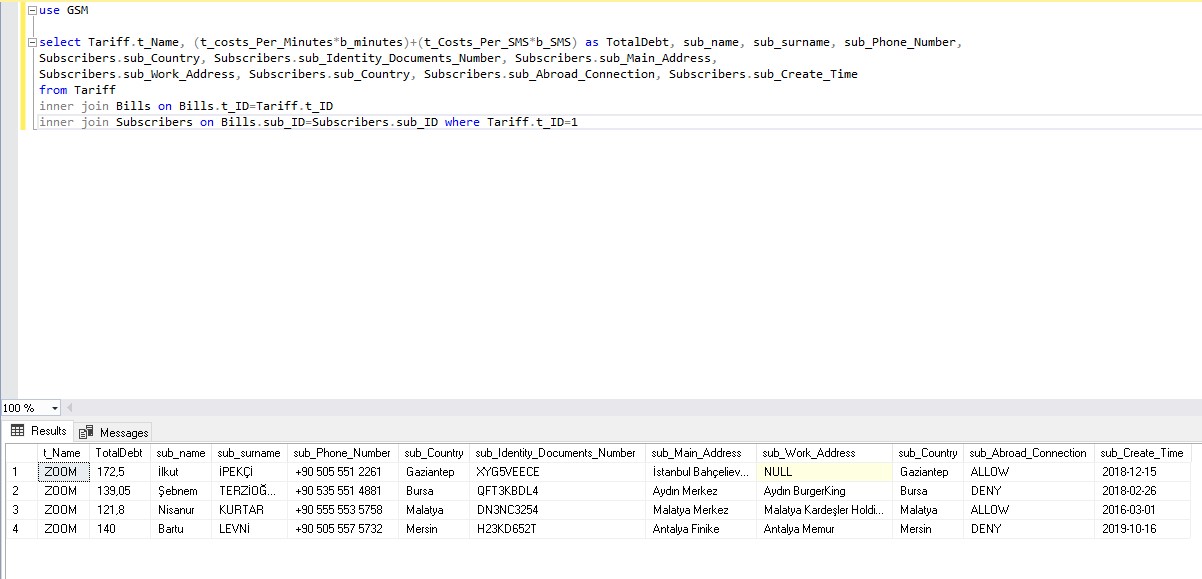 use GSM
select Tariff.t_Name, (t_costs_Per_Minutes*b_minutes)+(t_Costs_Per_SMS*b_SMS) as TotalDebt, sub_name, sub_surname, sub_Phone_Number,
Subscribers.sub_Country, Subscribers.sub_Identity_Documents_Number, Subscribers.sub_Main_Address,
Subscribers.sub_Work_Address, Subscribers.sub_Country, Subscribers.sub_Abroad_Connection, Subscribers.sub_Create_Time
from Tariff
inner join Bills on Bills.t_ID=Tariff.t_ID
inner join Subscribers on Bills.sub_ID=Subscribers.sub_ID where Tariff.t_ID=1
100 %
Results Messages
t_Name TotalDebt sub_name sub_surname sub_Phone_Number sub_Country sub_Identity_Documents_Number sub_Main_Address sub_Work_Address sub_Country sub_Abroad_Connection sub_Create_Time
1 ZOOM 172,5 İlkut İPEKÇİ +90 505 551 2261 Gaziantep XYG5VEECE İstanbul Bahçeliev... NULL Gaziantep ALLOW 2018-12-15
2 ZOOM 139,05 Şebnem TERZİOĞ... +90 535 551 4881 Bursa QFT3KBDL4 Aydın Merkez Aydın BurgerKing Bursa DENY 2018-02-26
3 ZOOM 121,8 Nisanur KURTAR +90 555 553 5758 Malatya DN3NC3254 Malatya Merkez Malatya Kardeşler Holdi... Malatya ALLOW 2016-03-01
4 ZOOM 140 Bartu LEVNİ +90 505 557 5732 Mersin H23KD652T Antalya Finike Antalya Memur Mersin DENY 2019-10-16